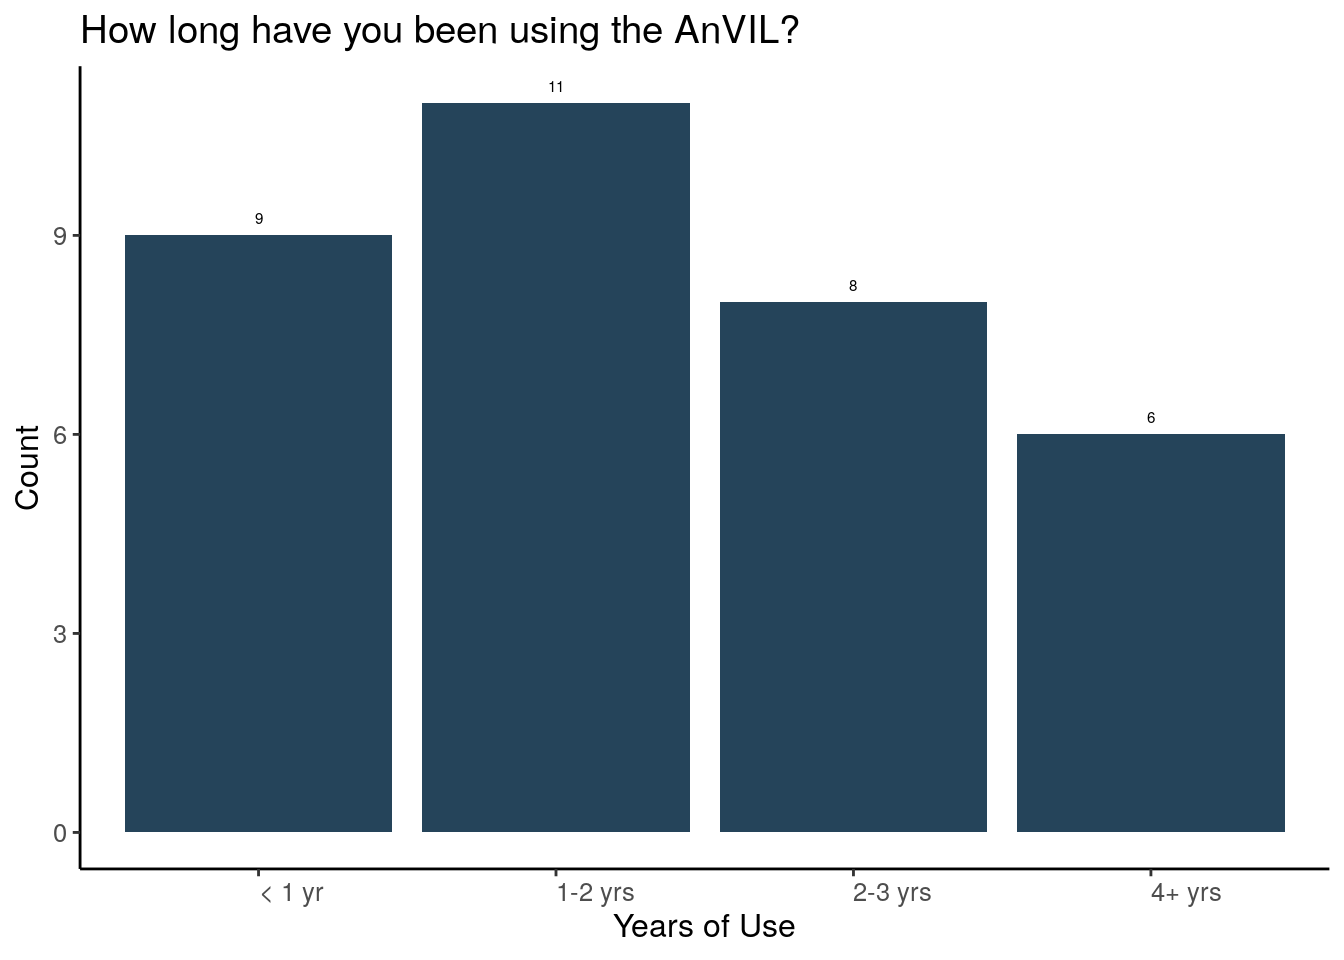 How long have you been using the AnVIL?
11
9
8
6
9
6
3
0
Count
< 1 yr
1-2 yrs
2-3 yrs
4+ yrs
Years of Use